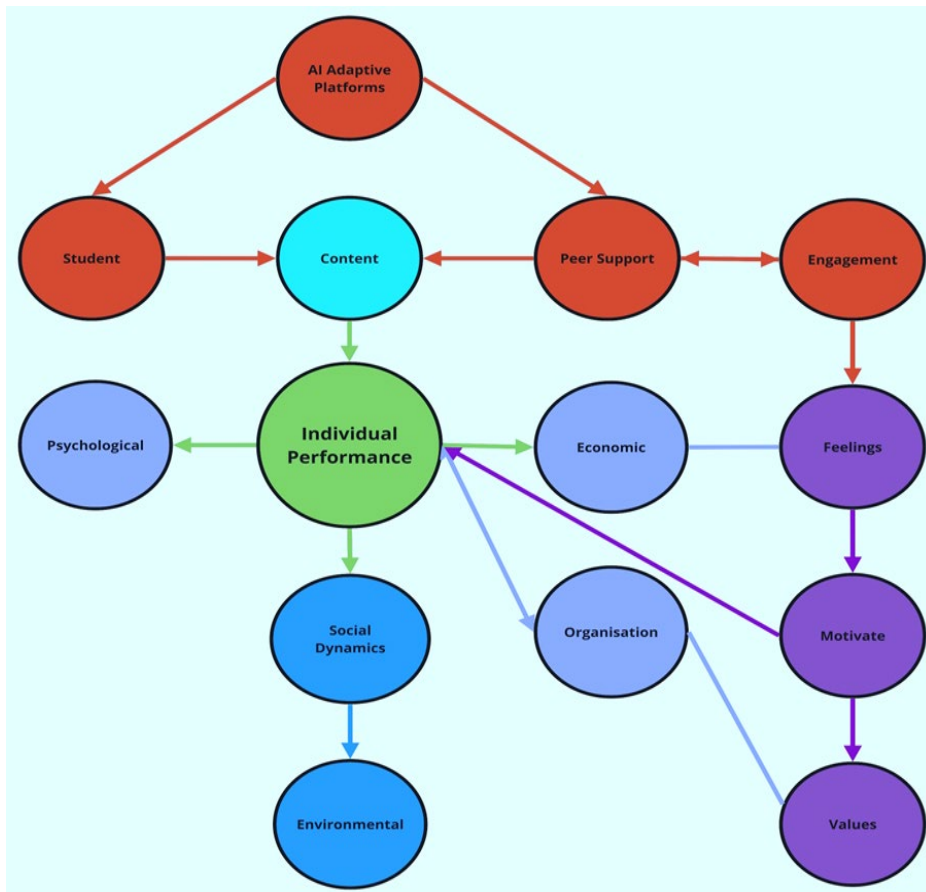 AI Adaptive
Platforms
Student
Content
Peer Support
Engagement
Psychological
Individual
Performance
Economic
Feelings
Social
Dynamics
Organisation
Motivate
Environmental
Values